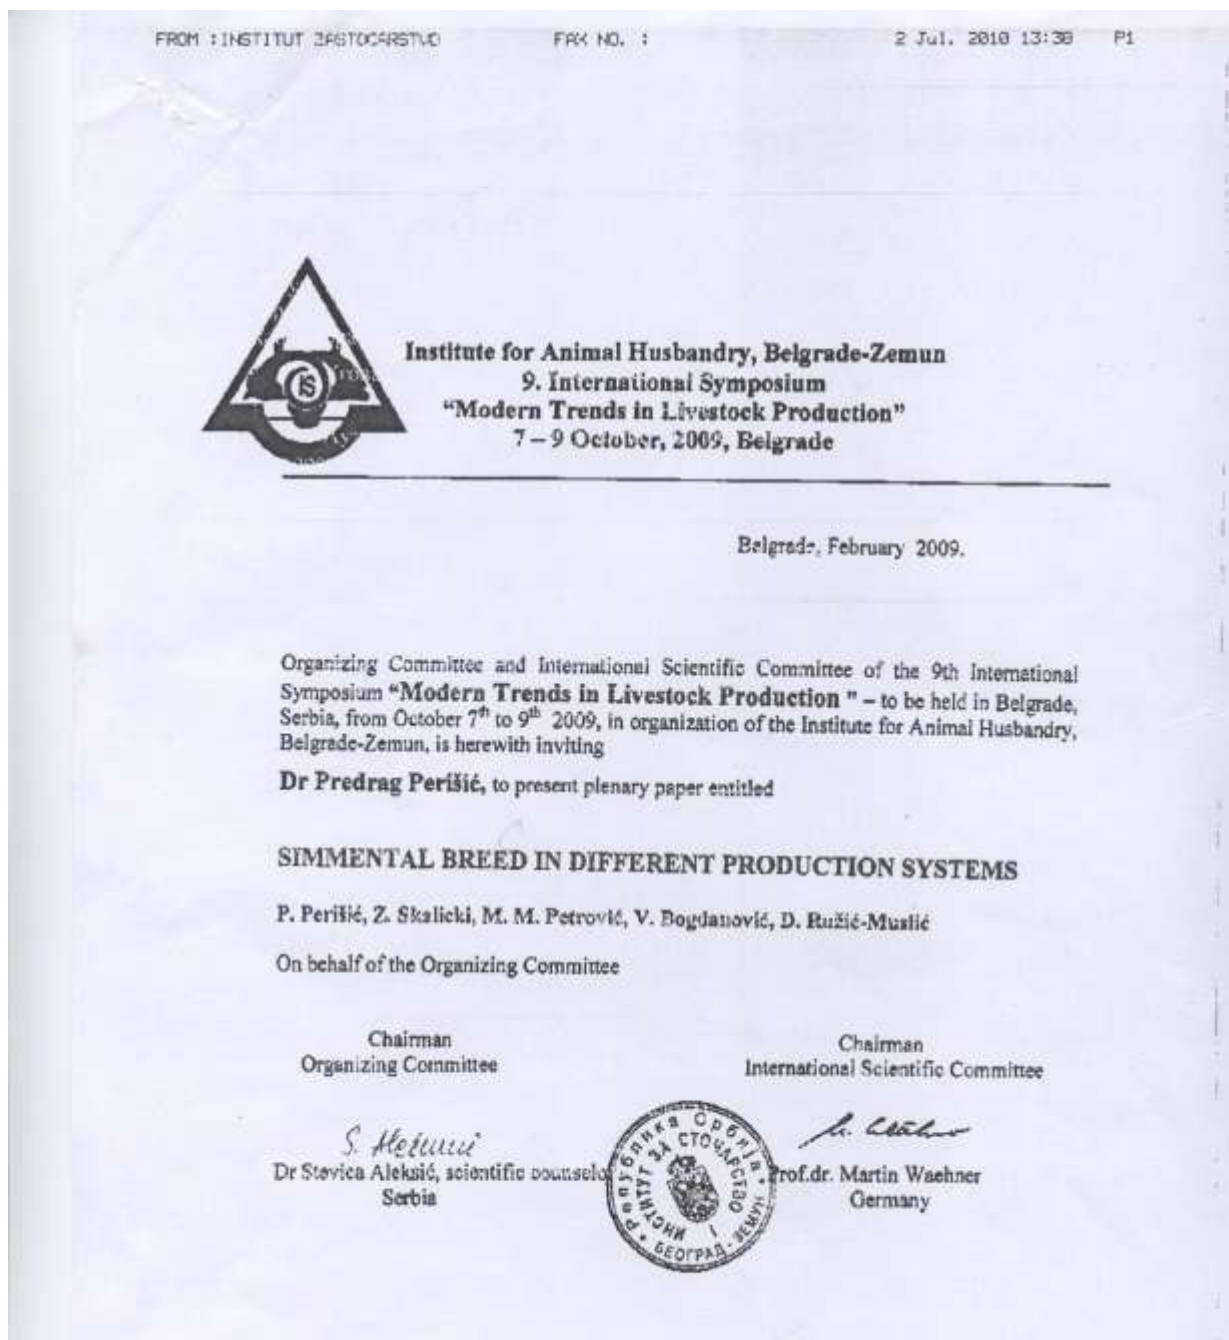 FROM : INSTITUT ZASTOCARSTVO FAX NO. : 2 Jul. 2010 13:38 P1
Institute for Animal Husbandry, Belgrade-Zemun
9. International Symposium
“Modern Trends in Livestock Production”
7 – 9 October, 2009, Belgrade
Belgrade, February 2009.
Organizing Committee and International Scientific Committee of the 9th International
Symposium “Modern Trends in Livestock Production ” – to be held in Belgrade,
Serbia, from October 7th to 9th 2009, in organization of the Institute for Animal Husbandry,
Belgrade-Zemun, is herewith inviting
Dr Predrag Perišić, to present plenary paper entitled
SIMMENTAL BREED IN DIFFERENT PRODUCTION SYSTEMS
P. Perišić, Z. Skalicki, M. M. Petrović, V. Bogdanović, D. Ružić-Muslić
On behalf of the Organizing Committee
Chairman
Organizing Committee
Dr Stevica Aleksić, scientific counselo
Serbia
Chairman
International Scientific Committee
Prof.dr. Martin Waehner
Germany
Република Србија
ИНСТИТУТ ЗА СТОЧАРСТВО
I
БЕОГРАД - ЗЕМУН